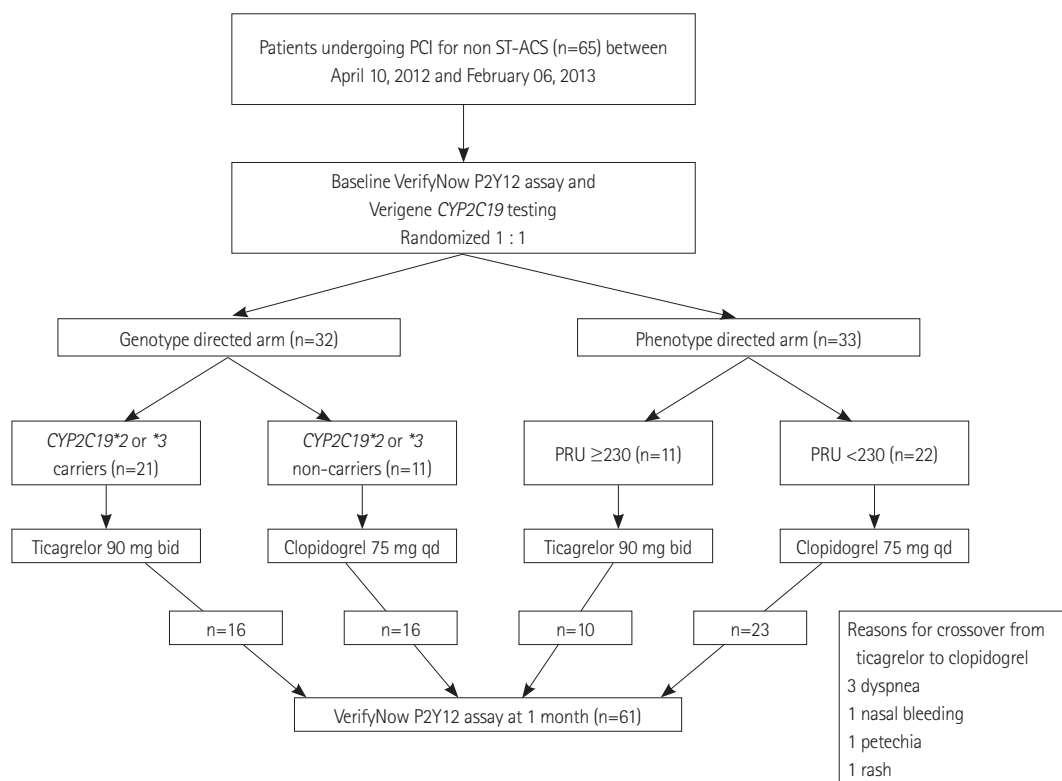 Patients undergoing PCI for non ST-ACS (n=65) between
April 10, 2012 and February 06, 2013
Baseline VerifyNow P2Y12 assay and
Verigene CYP2C19 testing
Randomized 1 : 1
Genotype directed arm (n=32)
Phenotype directed arm (n=33)
CYP2C19*2 or *3
carriers (n=21)
CYP2C19*2 or *3
non-carriers (n=11)
PRU ≥230 (n=11)
PRU <230 (n=22)
Ticagrelor 90 mg bid
Clopidogrel 75 mg qd
Ticagrelor 90 mg bid
Clopidogrel 75 mg qd
n=16
n=16
n=10
n=23
VerifyNow P2Y12 assay at 1 month (n=61)
Reasons for crossover from
ticagrelor to clopidogrel
3 dyspnea
1 nasal bleeding
1 petechia
1 rash